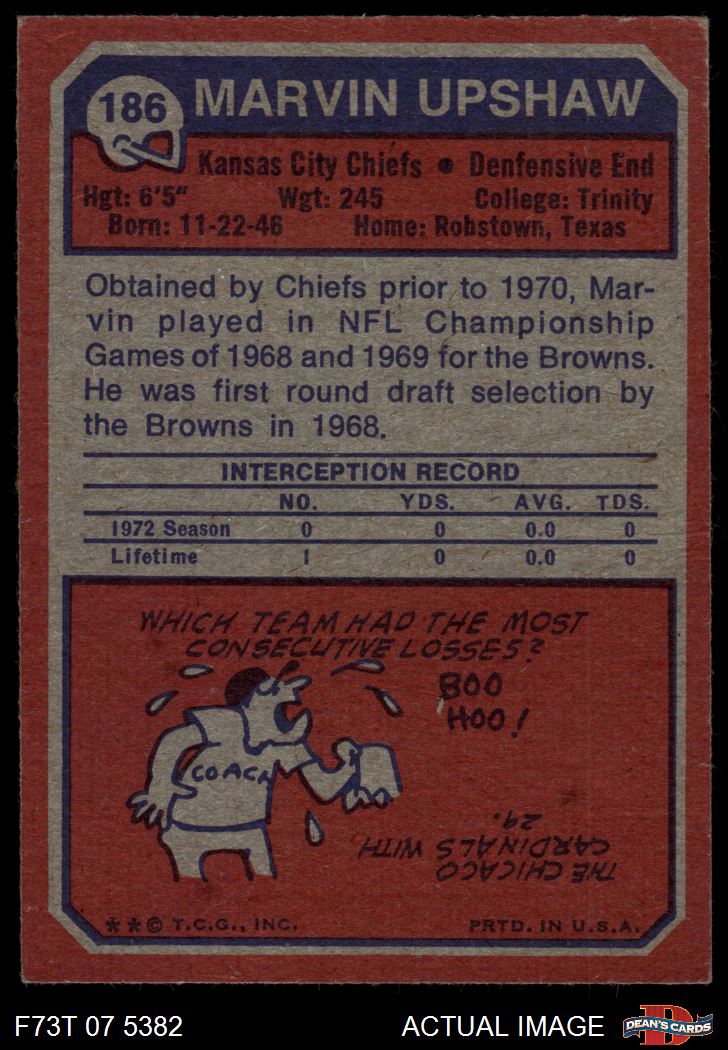 186 MARVIN UPSHAW
Kansas City Chiefs • Denfensive End
Hgt: 6'5" Wgt: 245 College: Trinity
Born: 11-22-46 Home: Robstown, Texas
Obtained by Chiefs prior to 1970, Mar-
vin played in NFL Championship
Games of 1968 and 1969 for the Browns.
He was first round draft selection by
the Browns in 1968.
INTERCEPTION RECORD
NO. YDS. AVG. TDS.
1972 Season 0 0 0.0 0
Lifetime 1 0 0.0 0
WHICH TEAM HAD THE MOST
CONSECUTIVE LOSSES?
BOO
HOO!
COACH
THE CHICAGO
CARDINALS WITH
29.
**© T.C.G., INC. PRTD. IN U.S.A.
F73T 07 5382 ACTUAL IMAGE
D
DEAN'S CARDS